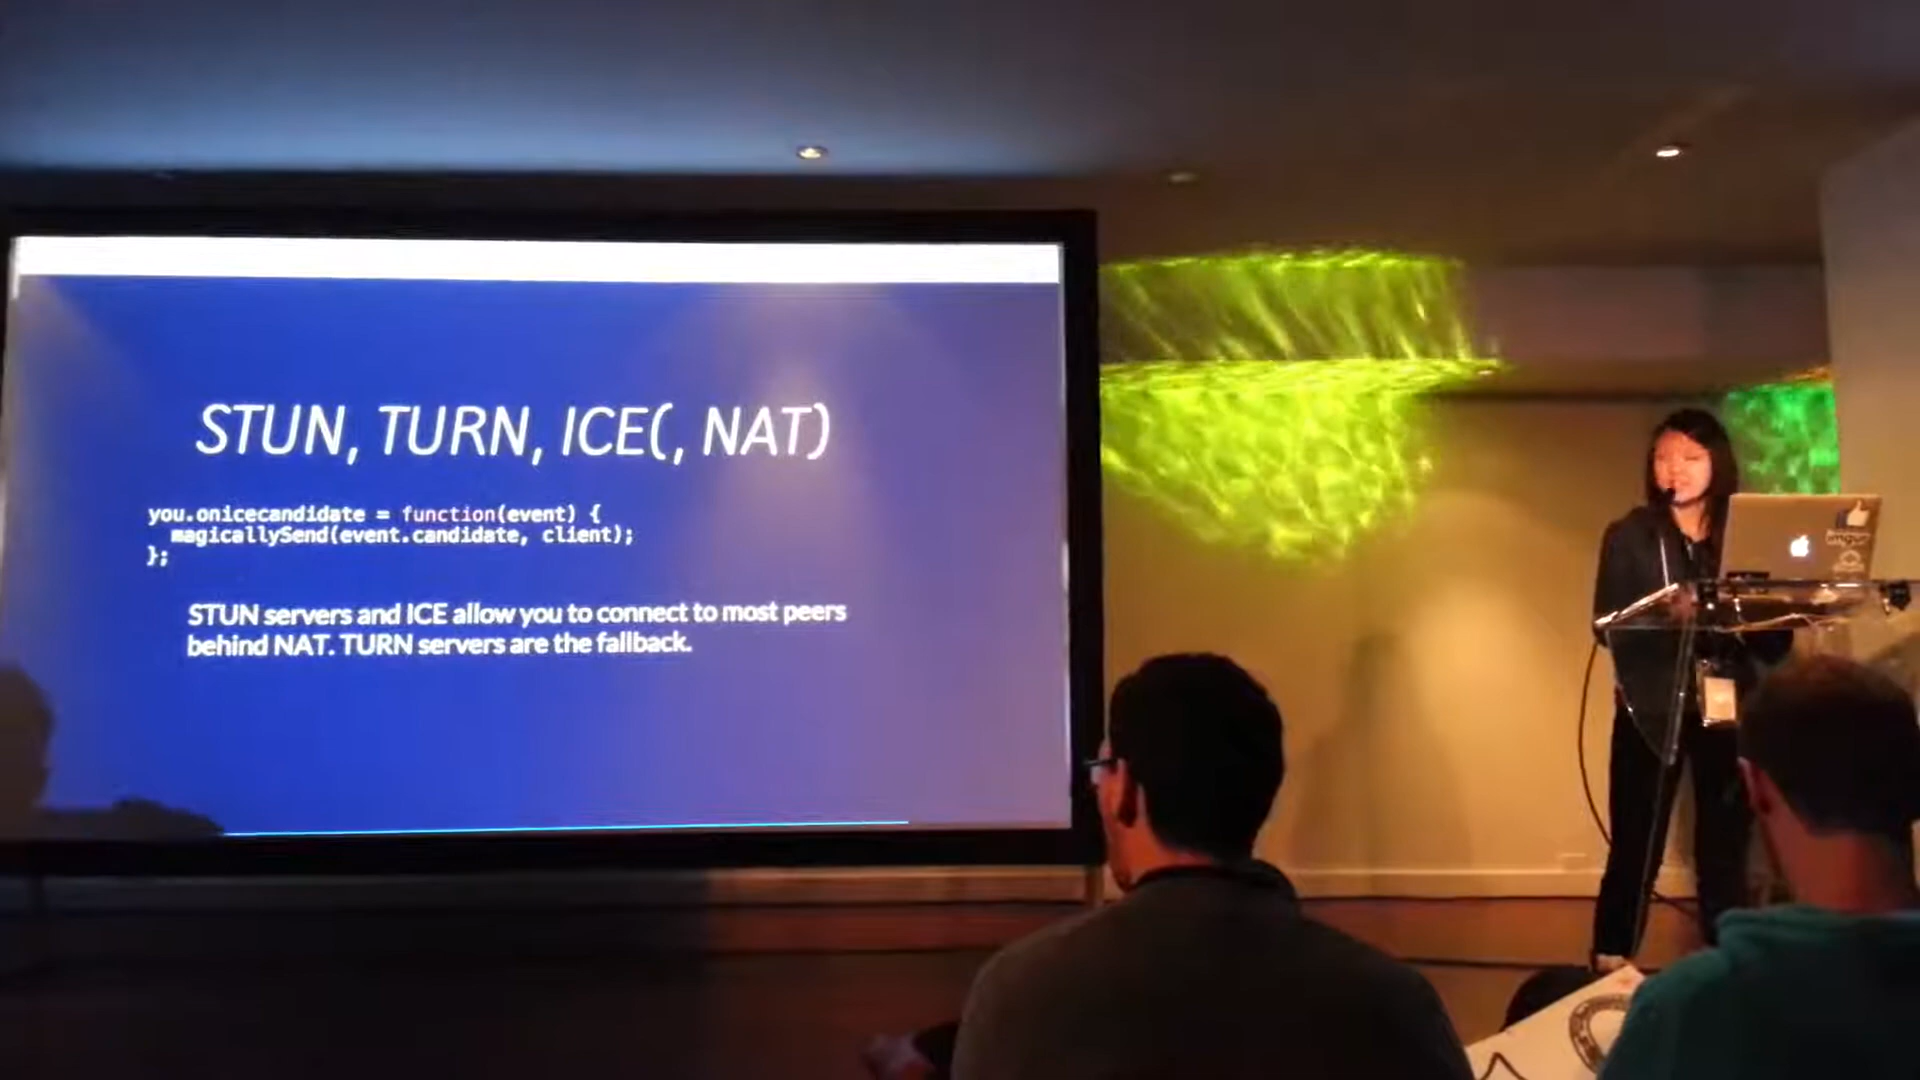 STUN, TURN, ICE(, NAT)
you.onicecandidate = function(event) {
magicallySend(event.candidate, client);
};
STUN servers and ICE allow you to connect to most peers
behind NAT. TURN servers are the fallback.
imgur